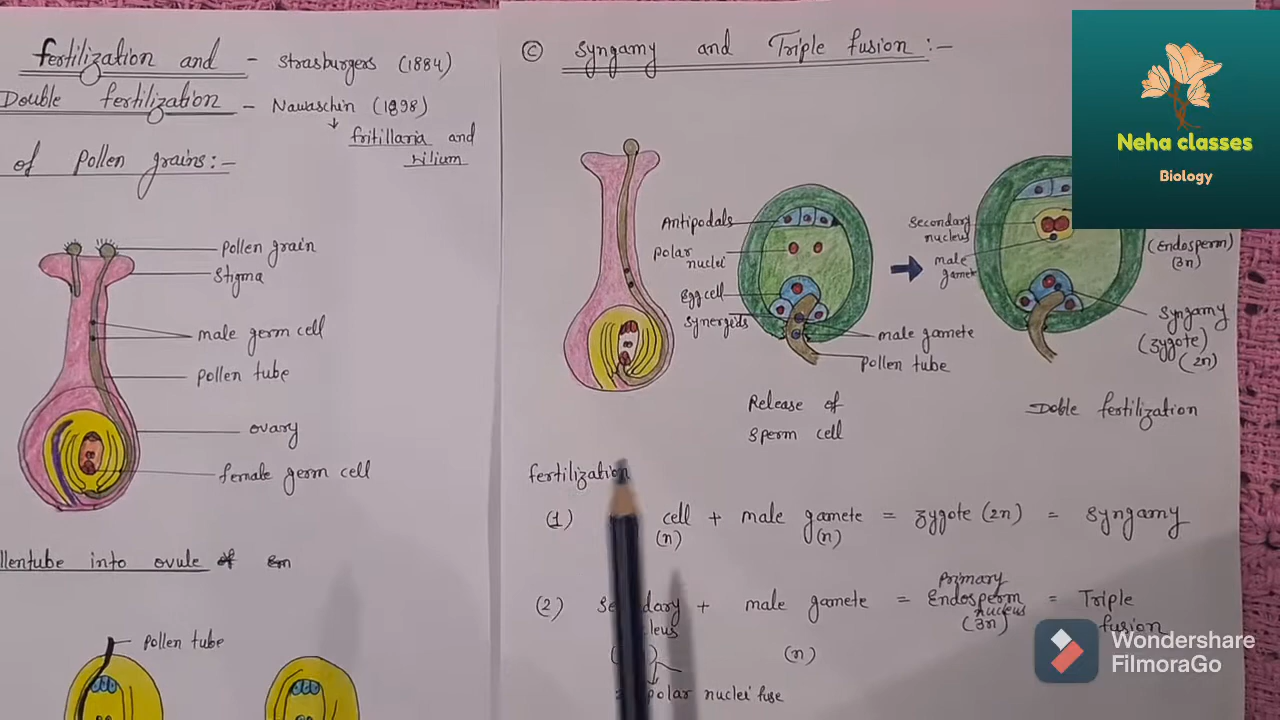 fertilization and - Strasburgers (1884)
Double fertilization - Nawaschin (1898)
fritillaria and
lilium
of pollen grains:-
pollen grain
Stigma
male germ cell
pollen tube
ovary
female germ cell
llentube into ovule
pollen tube
© Syngamy and Triple fusion :-
Antipodals
polar
nuclei
Egg cell
Synergids
male gamete
pollen tube
Release of
sperm cell
Secondary
nucleus
male
gamete
(Endosperm)
(3n)
Syngamy
(zygote)
(2n)
Doble fertilization
fertilization
(1) cell + male gamete = zygote (2n) = Syngamy
(n) (n)
(2) + male gamete = Primary Endosperm nucleus = Triple fusion
(3n)
(n)
polar nuclei fuse
Neha classes
Biology
Wondershare
FilmoraGo